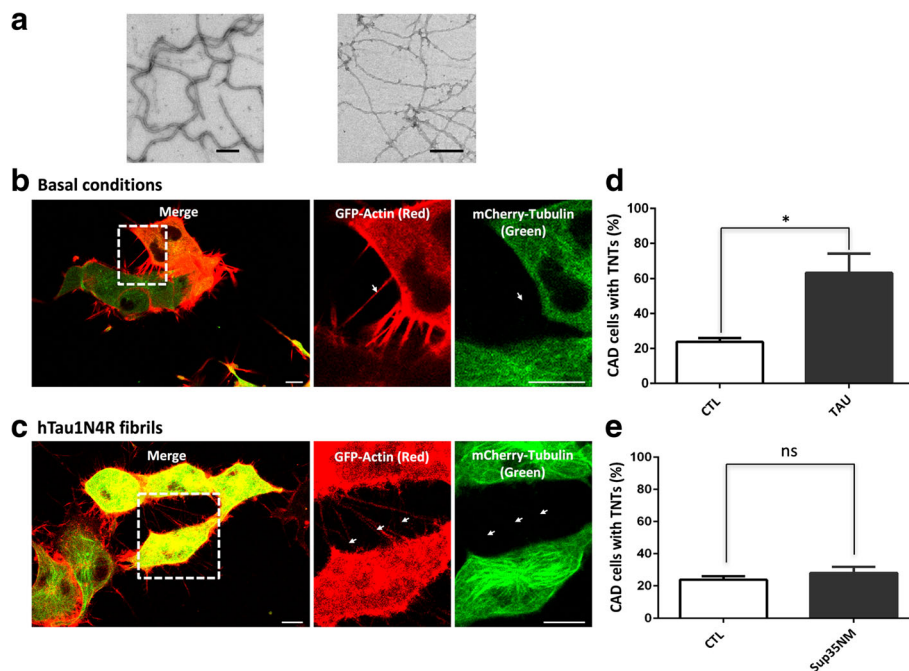 a
b Basal conditions
Merge
GFP-Actin (Red)
mCherry-Tubulin
(Green)
c hTau1N4R fibrils
Merge
GFP-Actin (Red)
mCherry-Tubulin
(Green)
d
CAD cells with TNTs (%)
100
80
60
40
20
0
*
CTL
TAU
e
CAD cells with TNTs (%)
100
80
60
40
20
0
ns
CTL
Sup35NM